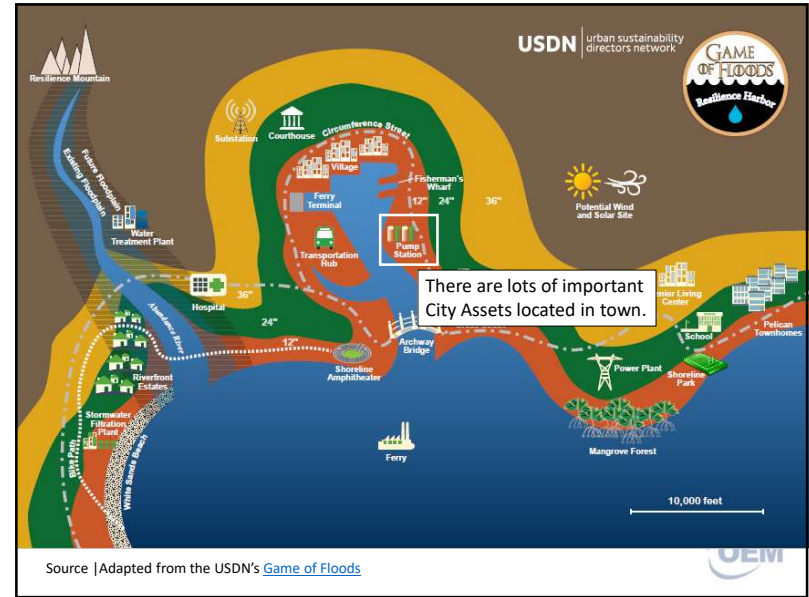 USDN urban sustainability
directors network
GAME
OF FLOODS
Resilience Harbor
Resilience Mountain
Future Floodplain
Existing Floodplain
Water
Treatment Plant
Substation
Courthouse
Circumference Street
Village
Fisherman's
Wharf
Ferry
Terminal
12" 24" 36"
Potential Wind
and Solar Site
Transportation
Hub
Pump
Station
There are lots of important
City Assets located in town.
Hospital
36"
24"
12"
Abundance River
Shoreline
Amphitheater
Archway
Bridge
Living
Center
School
Pelican
Townhomes
Power Plant
Shoreline
Park
Riverfront
Estates
Stormwater
Filtration
Plant
Bike Path
White Sands Beach
Ferry
Mangrove Forest
10,000 feet
Source |Adapted from the USDN's Game of Floods
OEM